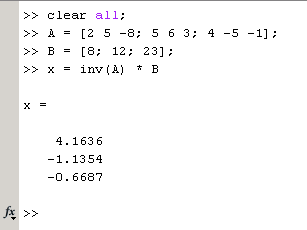 >> clear all;
>> A = [2 5 -8; 5 6 3; 4 -5 -1];
>> B = [8; 12; 23];
>> x = inv(A) * B
x =
4.1636
-1.1354
-0.6687
fx >>